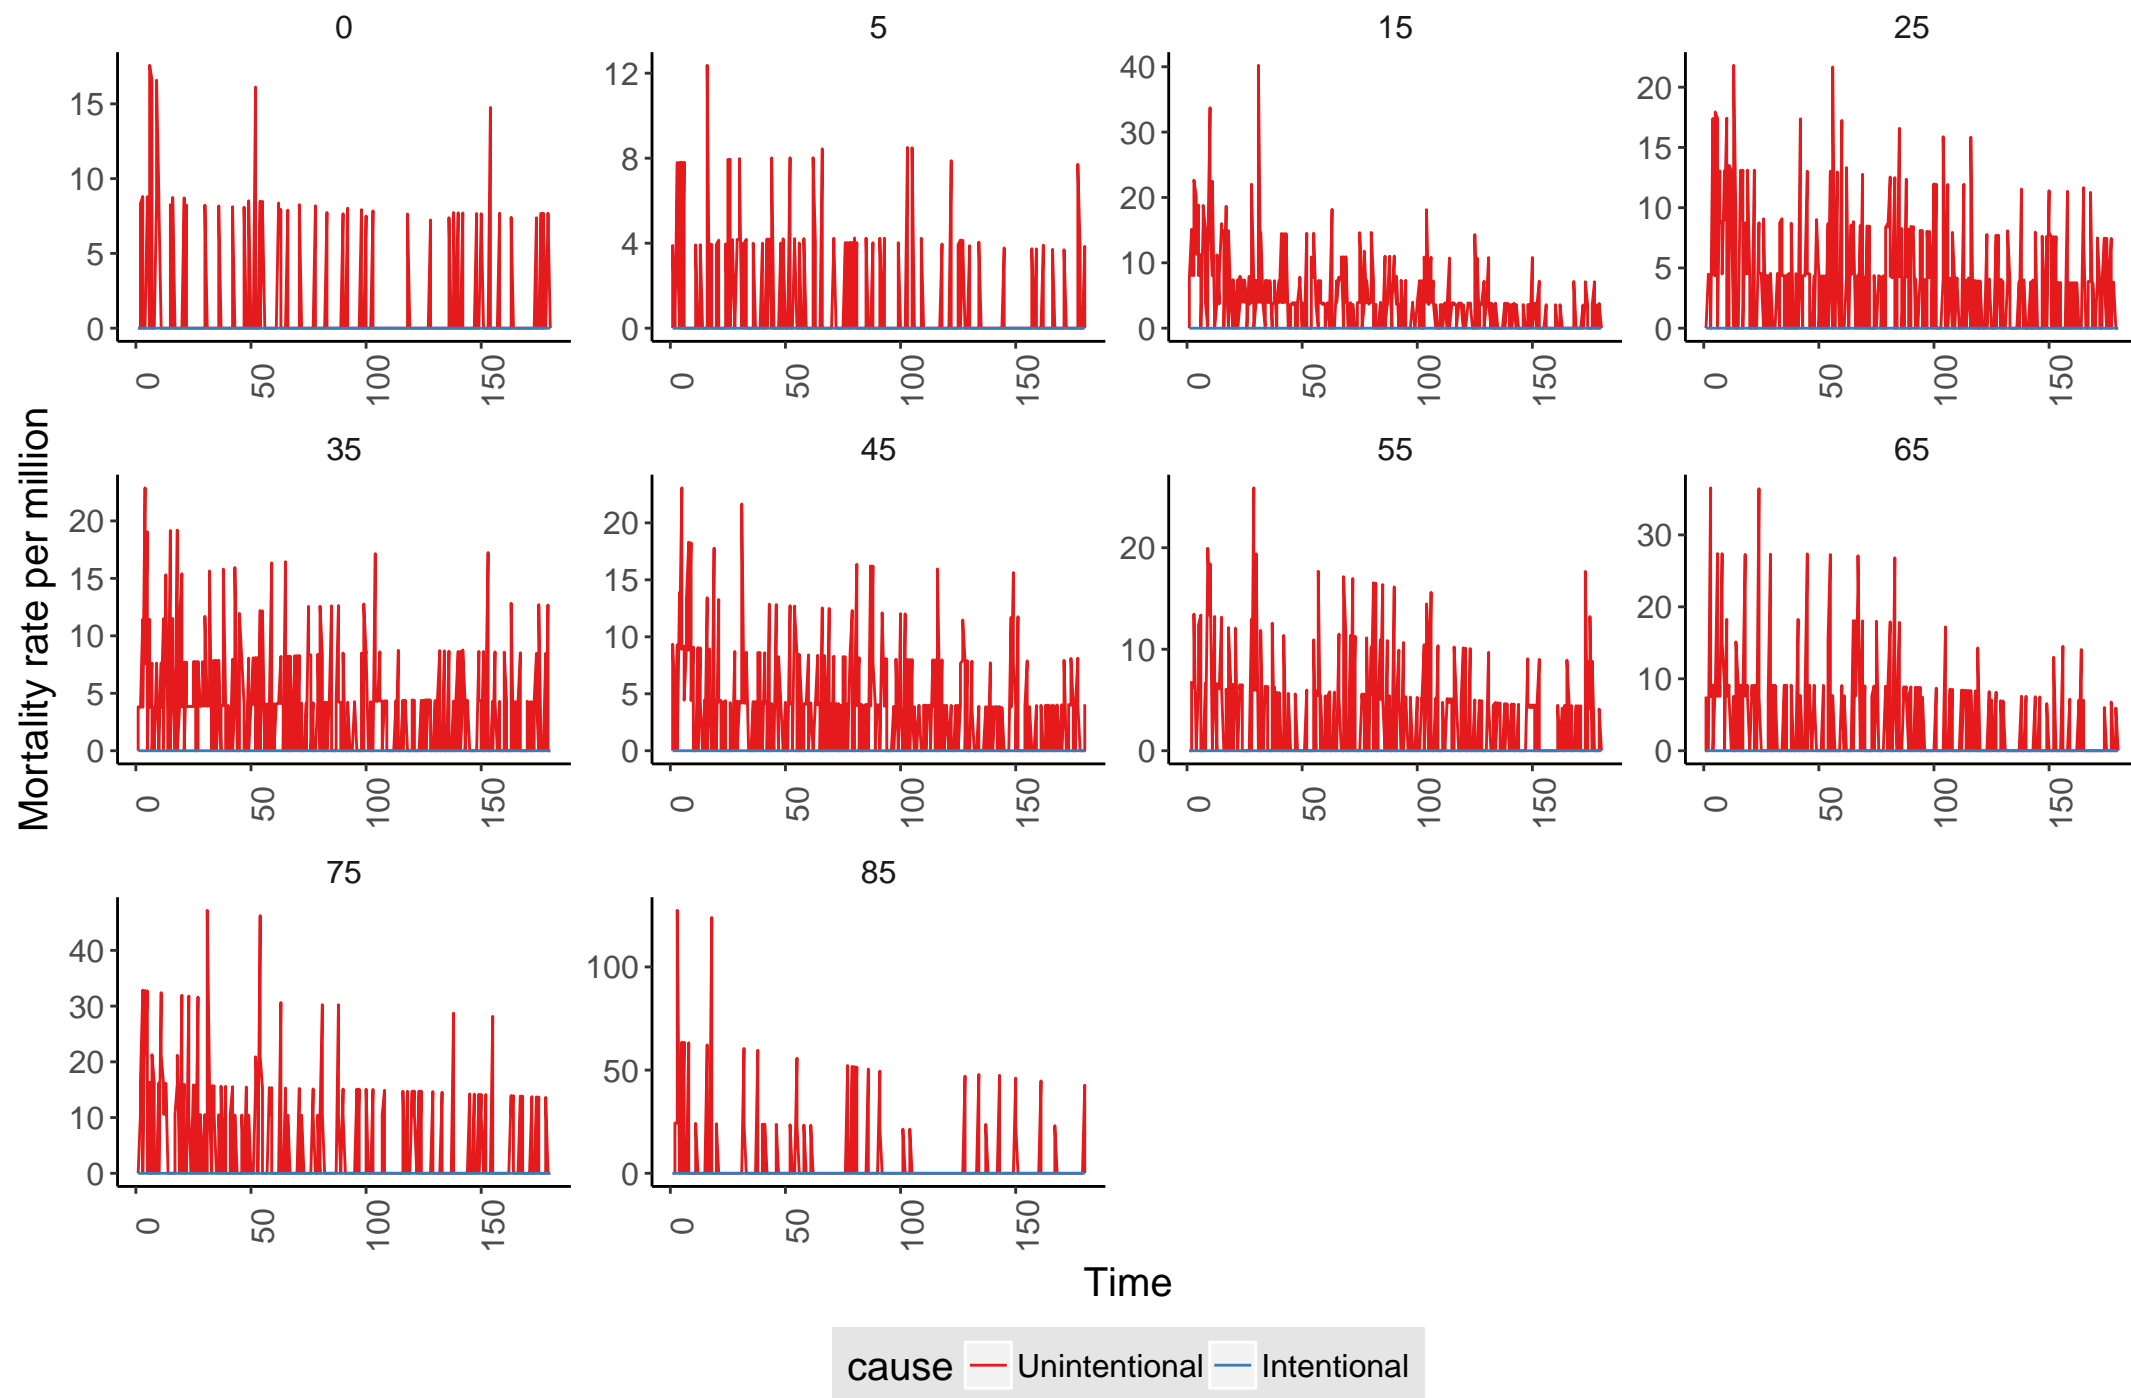 0 5 15 25
15 12 40 20
10 8 30 15
5 4 20 10
0 0 10 5
0 0
0 50 100 150 0 50 100 150 0 50 100 150 0 50 100 150
Mortality rate per million
35 45 55 65
20 20 20 30
15 15 10 20
10 10 0 10
5 5 0
0 0
0 50 100 150 0 50 100 150 0 50 100 150 0 50 100 150
75 85
40 100
30 50
20 0
10
0
0 50 100 150 0 50 100 150
Time
cause Unintentional Intentional